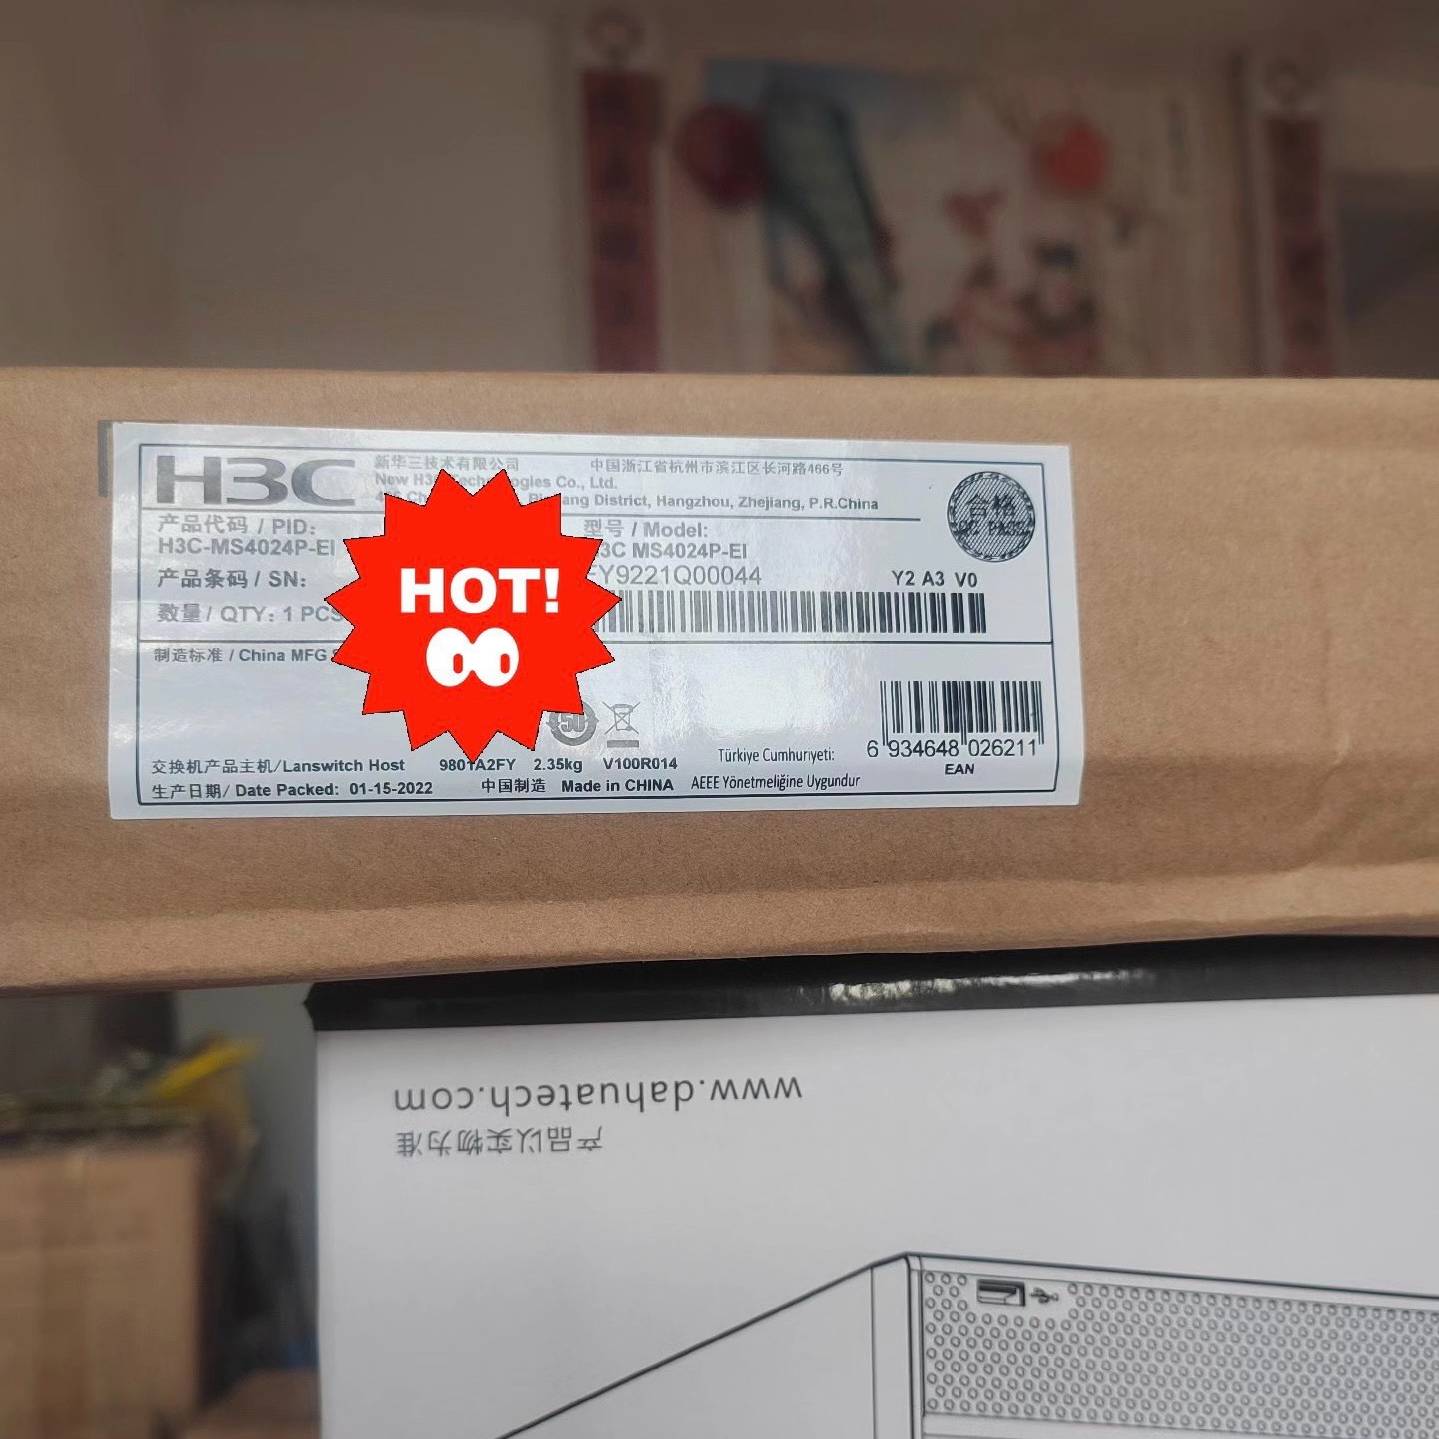 H3C
新华三技术有限公司 中国浙江省杭州市滨江区长河路466号
New Co., Ltd.
District, Hangzhou, Zhejiang, P.R.China
产品代码 / PID:
H3C-MS4024P-EI
型号 / Model:
3C MS4024P-EI
合格
产品条码 / SN:
Y9221Q00044 Y2 A3 V0
数量 / QTY: 1 PCS
制造标准 / China MFG
HOT!
50
6 934648 026211
EAN
交换机产品主机/Lanswitch Host 9801A2FY 2.35kg V100R014
Türkiye Cumhuriyeti:
生产日期/ Date Packed: 01-15-2022 中国制造 Made in CHINA AEEE Yönetmeliğine Uygundur
www.dahuatech.com
产品以实物为准